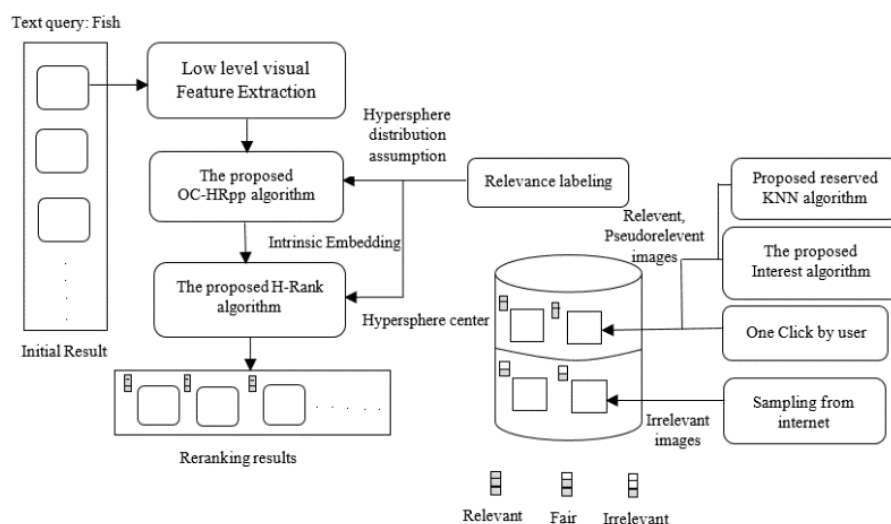 Text query: Fish
Low level visual
Feature Extraction
Hypersphere
distribution
assumption
The proposed
OC-HRpp algorithm
Relevance labeling
Proposed reserved
KNN algorithm
Relevent,
Pseudorelevent
images
Intrinsic Embedding
The proposed
Interest algorithm
The proposed H-Rank
algorithm
Hypersphere center
One Click by user
Initial Result
Sampling from
internet
Irrelevant
images
Reranking results
Relevant
Fair
Irrelevant